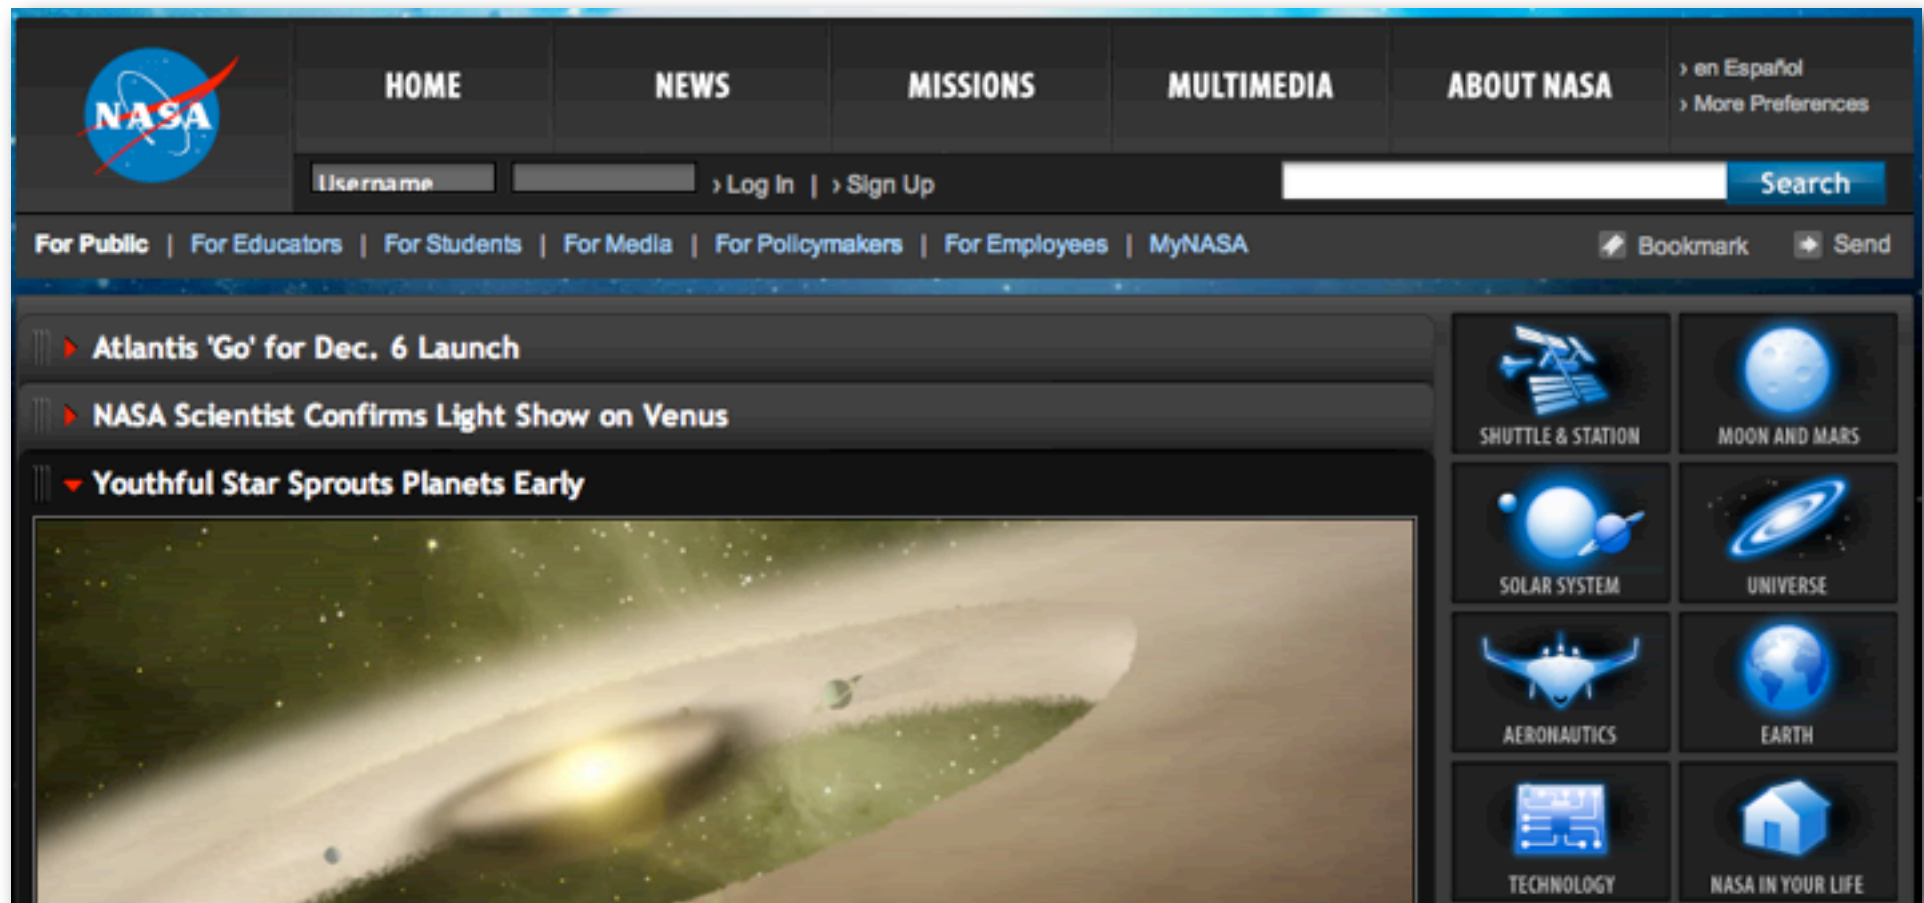 NASA
HOME
NEWS
MISSIONS
MULTIMEDIA
ABOUT NASA
› en Español
› More Preferences
Username
› Log In | › Sign Up
Search
For Public | For Educators | For Students | For Media | For Policymakers | For Employees | MyNASA
Bookmark
Send
Atlantis 'Go' for Dec. 6 Launch
NASA Scientist Confirms Light Show on Venus
Youthful Star Sprouts Planets Early
SHUTTLE & STATION
MOON AND MARS
SOLAR SYSTEM
UNIVERSE
AERONAUTICS
EARTH
TECHNOLOGY
NASA IN YOUR LIFE